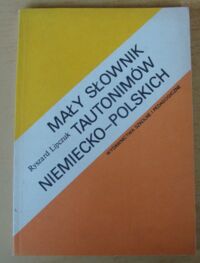 Ryszard Lipczuk
MAŁY SŁOWNIK
TAUTONIMÓW
NIEMIECKO-POLSKICH
WYDAWNICTWA SZKOLNE I PEDAGOGICZNE